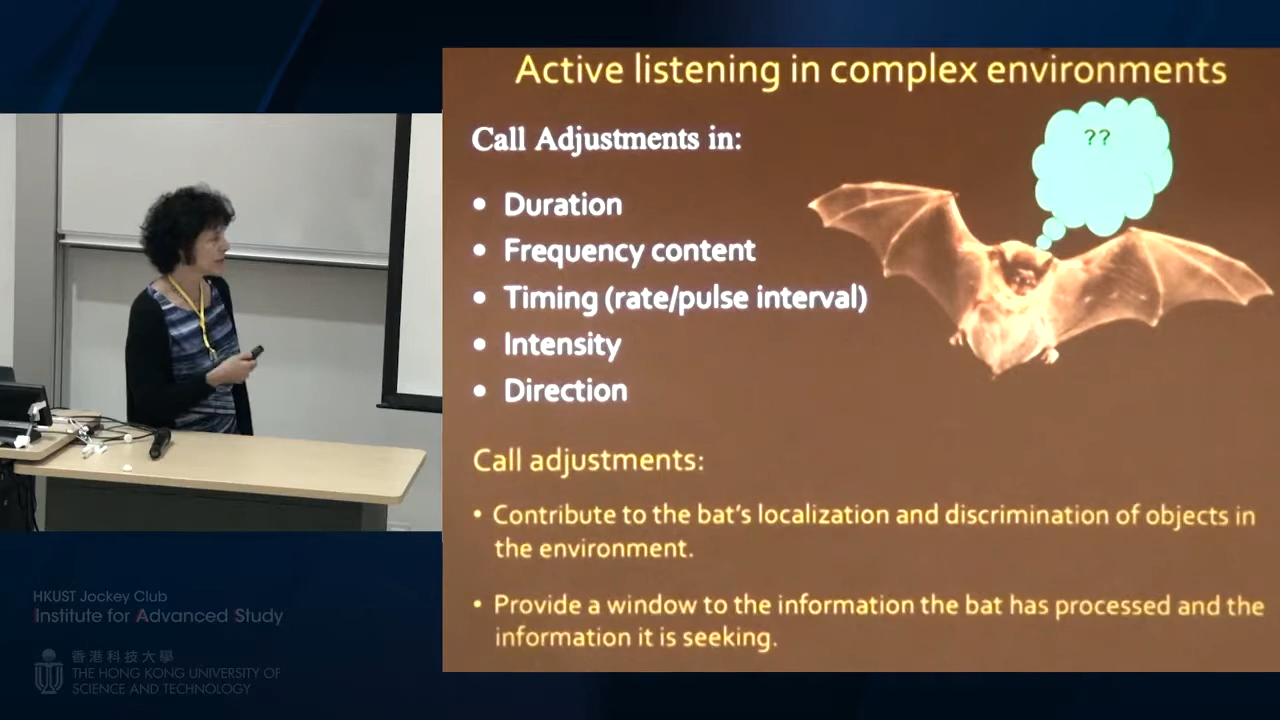 Active listening in complex environments
??
Call Adjustments in:
• Duration
• Frequency content
• Timing (rate/pulse interval)
• Intensity
• Direction
Call adjustments:
• Contribute to the bat's localization and discrimination of objects in
the environment.
• Provide a window to the information the bat has processed and the
information it is seeking.
HKUST Jockey Club
Institute for Advanced Study
香港科技大學
THE HONG KONG UNIVERSITY OF
SCIENCE AND TECHNOLOGY